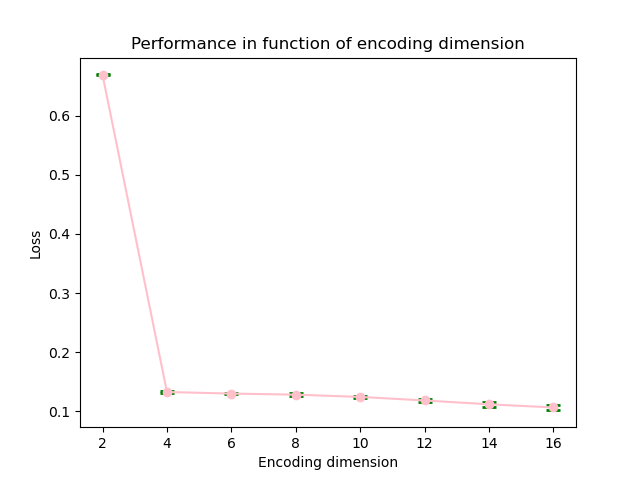 Performance in function of encoding dimension
0.6
0.5
0.4
0.3
0.2
0.1
Loss
2 4 6 8 10 12 14 16
Encoding dimension